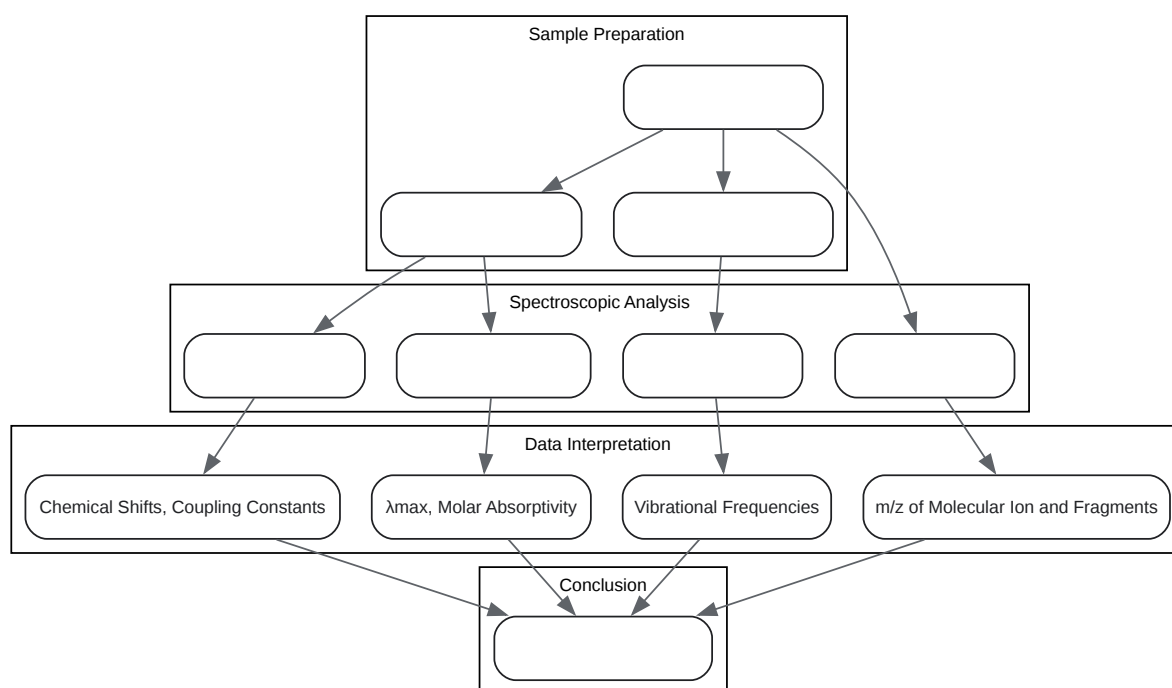 Sample Preparation
Spectroscopic Analysis
Data Interpretation
Chemical Shifts, Coupling Constants
λmax, Molar Absorptivity
Vibrational Frequencies
m/z of Molecular Ion and Fragments
Conclusion